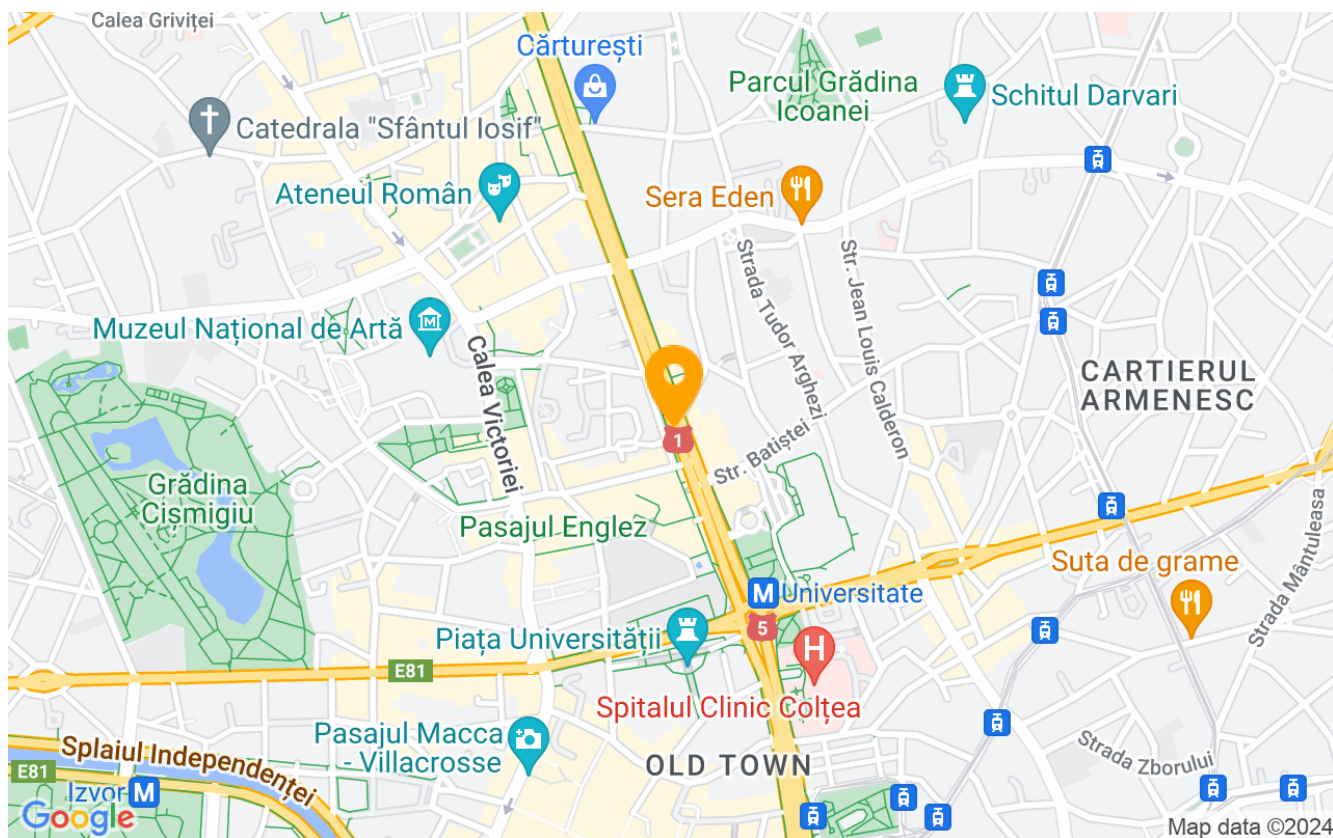 Calea Griviței
Cărturești
Parcul Grădina
Icoanei
Schitul Darvari
Catedrala "Sfântul Iosif"
Ateneul Român
Sera Eden
Strada Tudor Arghezi
Str. Jean Louis Calderon
Muzeul Național de Artă
M
Calea Victoriei
CARTIERUL
ARMENESC
1
Str. Batiștei
Grădina
Cișmigiu
Pasajul Englez
Suta de grame
Strada Mântuleasa
M Universitate
5
Piața Universității
H
E81
Spitalul Clinic Colțea
Pasajul Macca
- Villacrosse
OLD TOWN
Strada Zborului
Splaiul Independenței
E81
Izvor M
Google
Map data ©2024